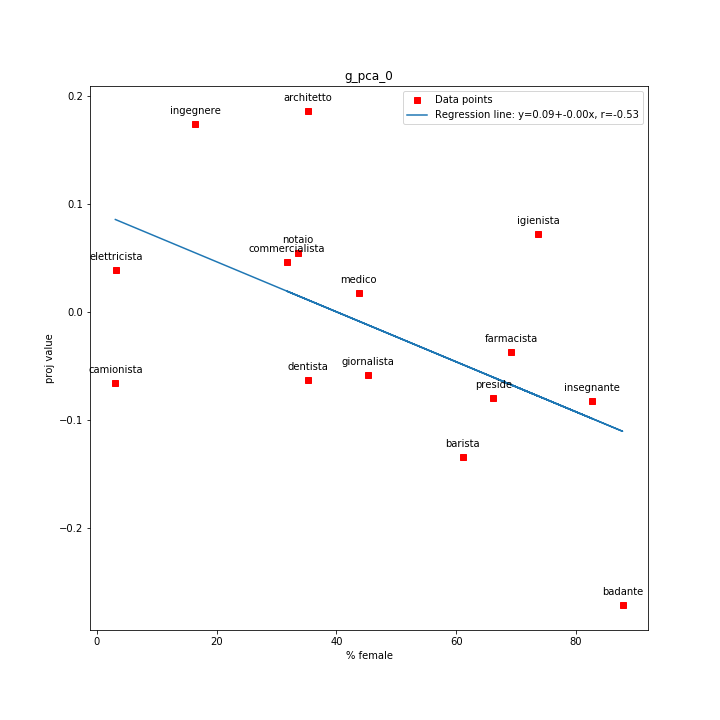 g_pca_0
Data points
Regression line: y=0.09+-0.00x, r=-0.53
architetto
ingegnere
igienista
notaio
commercialista
elettricista
medico
farmacista
giornalista
dentista
camionista
preside
insegnante
barista
badante
0.2
0.1
0.0
−0.1
−0.2
proj value
0
20
40
60
80
% female